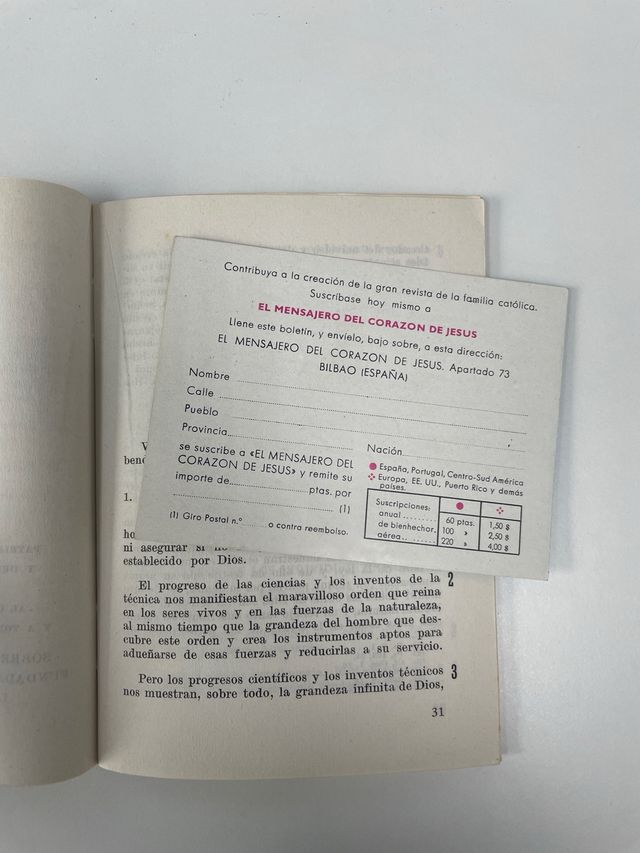 Contribuya a la creación de la gran revista de la familia católica.
Suscríbase hoy mismo a
EL MENSAJERO DEL CORAZON DE JESUS
Llene este boletín, y envíelo, bajo sobre, a esta dirección:
EL MENSAJERO DEL CORAZON DE JESUS. Apartado 73
BILBAO (ESPAÑA)
Nombre
Calle
Pueblo
Provincia
Nación
se suscribe a «EL MENSAJERO DEL
CORAZON DE JESUS» y remite su
importe de ptas. por
(1)
(1) Giro Postal n.º o contra reembolso.
España, Portugal, Centro-Sud América
Europa, EE. UU., Puerto Rico y demás
países.
Suscripciones:
anual 60 ptas. 1,50 $
de bienhechor. 100 » 2,50 $
aérea 220 » 4,00 $
1.
ni asegurar si
establecido por Dios.
El progreso de las ciencias y los inventos de la 2
técnica nos manifiestan el maravilloso orden que reina
en los seres vivos y en las fuerzas de la naturaleza,
al mismo tiempo que la grandeza del hombre que des-
cubre este orden y crea los instrumentos aptos para
adueñarse de esas fuerzas y reducirlas a su servicio.
Pero los progresos científicos y los inventos técnicos 3
nos muestran, sobre todo, la grandeza infinita de Dios,
31